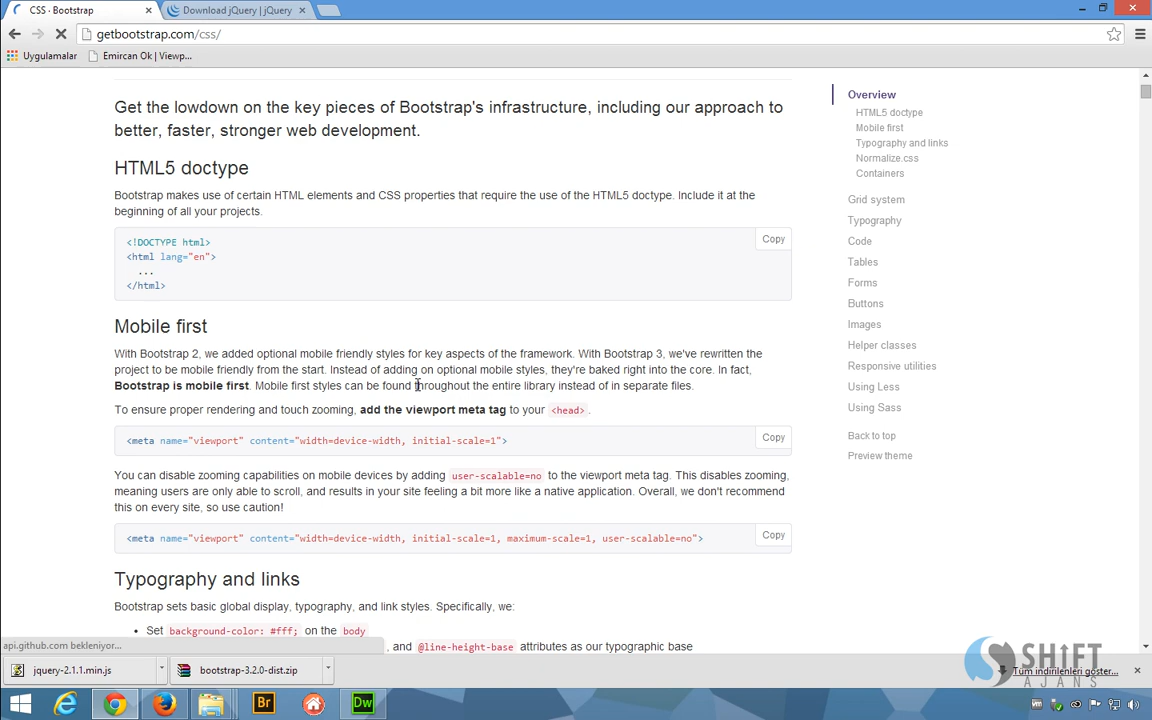 CSS · Bootstrap
Download jQuery | jQuery
getbootstrap.com/css/
Uygulamalar
Emircan Ok | Viewp...
Get the lowdown on the key pieces of Bootstrap's infrastructure, including our approach to
better, faster, stronger web development.
HTML5 doctype
Bootstrap makes use of certain HTML elements and CSS properties that require the use of the HTML5 doctype. Include it at the
beginning of all your projects.
Copy
<!DOCTYPE html>
<html lang="en">
...
</html>
Mobile first
With Bootstrap 2, we added optional mobile friendly styles for key aspects of the framework. With Bootstrap 3, we've rewritten the
project to be mobile friendly from the start. Instead of adding on optional mobile styles, they're baked right into the core. In fact,
Bootstrap is mobile first. Mobile first styles can be found throughout the entire library instead of in separate files.
To ensure proper rendering and touch zooming, add the viewport meta tag to your <head>.
<meta name="viewport" content="width=device-width, initial-scale=1">
Copy
You can disable zooming capabilities on mobile devices by adding user-scalable=no to the viewport meta tag. This disables zooming,
meaning users are only able to scroll, and results in your site feeling a bit more like a native application. Overall, we don't recommend
this on every site, so use caution!
<meta name="viewport" content="width=device-width, initial-scale=1, maximum-scale=1, user-scalable=no">
Copy
Typography and links
Bootstrap sets basic global display, typography, and link styles. Specifically, we:
Set background-color: #fff; on the body
, and @line-height-base attributes as our typographic base
Overview
HTML5 doctype
Mobile first
Typography and links
Normalize.css
Containers
Grid system
Typography
Code
Tables
Forms
Buttons
Images
Helper classes
Responsive utilities
Using Less
Using Sass
Back to top
Preview theme
api.github.com bekleniyor...
jquery-2.1.1.min.js
bootstrap-3.2.0-dist.zip
Tüm indirilenleri göster...
SHIFT
AJANS
Br
Dw